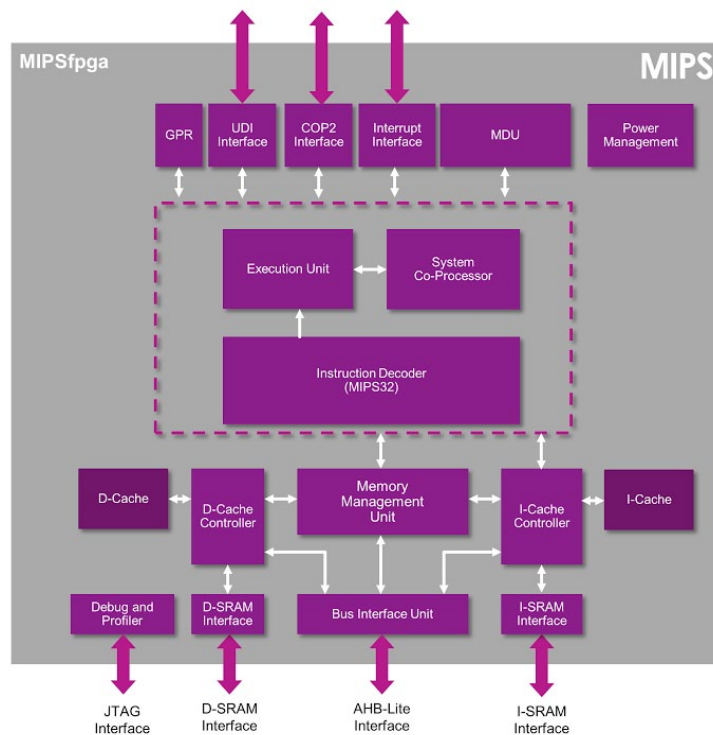 MIPSfpga
MIPS
GPR
UDI
Interface
COP2
Interface
Interrupt
Interface
MDU
Power
Management
Execution Unit
System
Co-Processor
Instruction Decoder
(MIPS32)
D-Cache
D-Cache
Controller
Memory
Management
Unit
I-Cache
Controller
I-Cache
Debug and
Profiler
D-SRAM
Interface
Bus Interface Unit
I-SRAM
Interface
JTAG
Interface
D-SRAM
Interface
AHB-Lite
Interface
I-SRAM
Interface